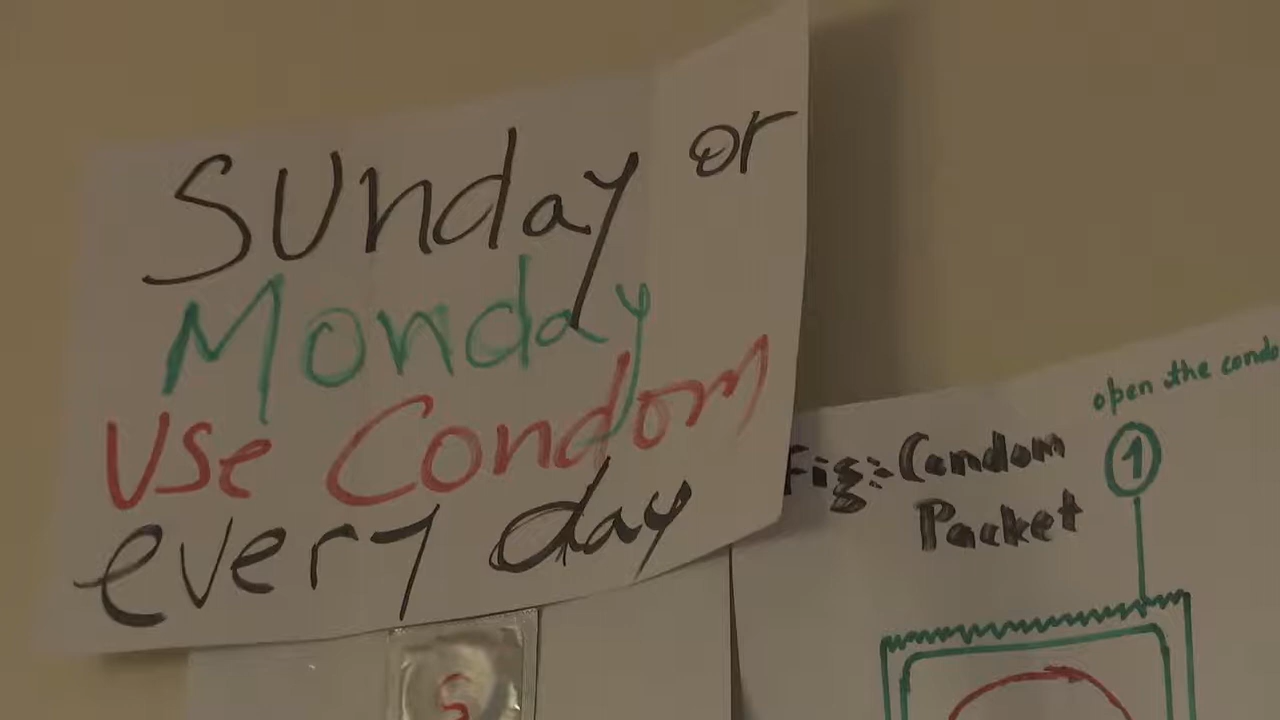 Sunday or
Monday
Use Condom
every day
open the condo
1
Fig:- Condom
Packet
S